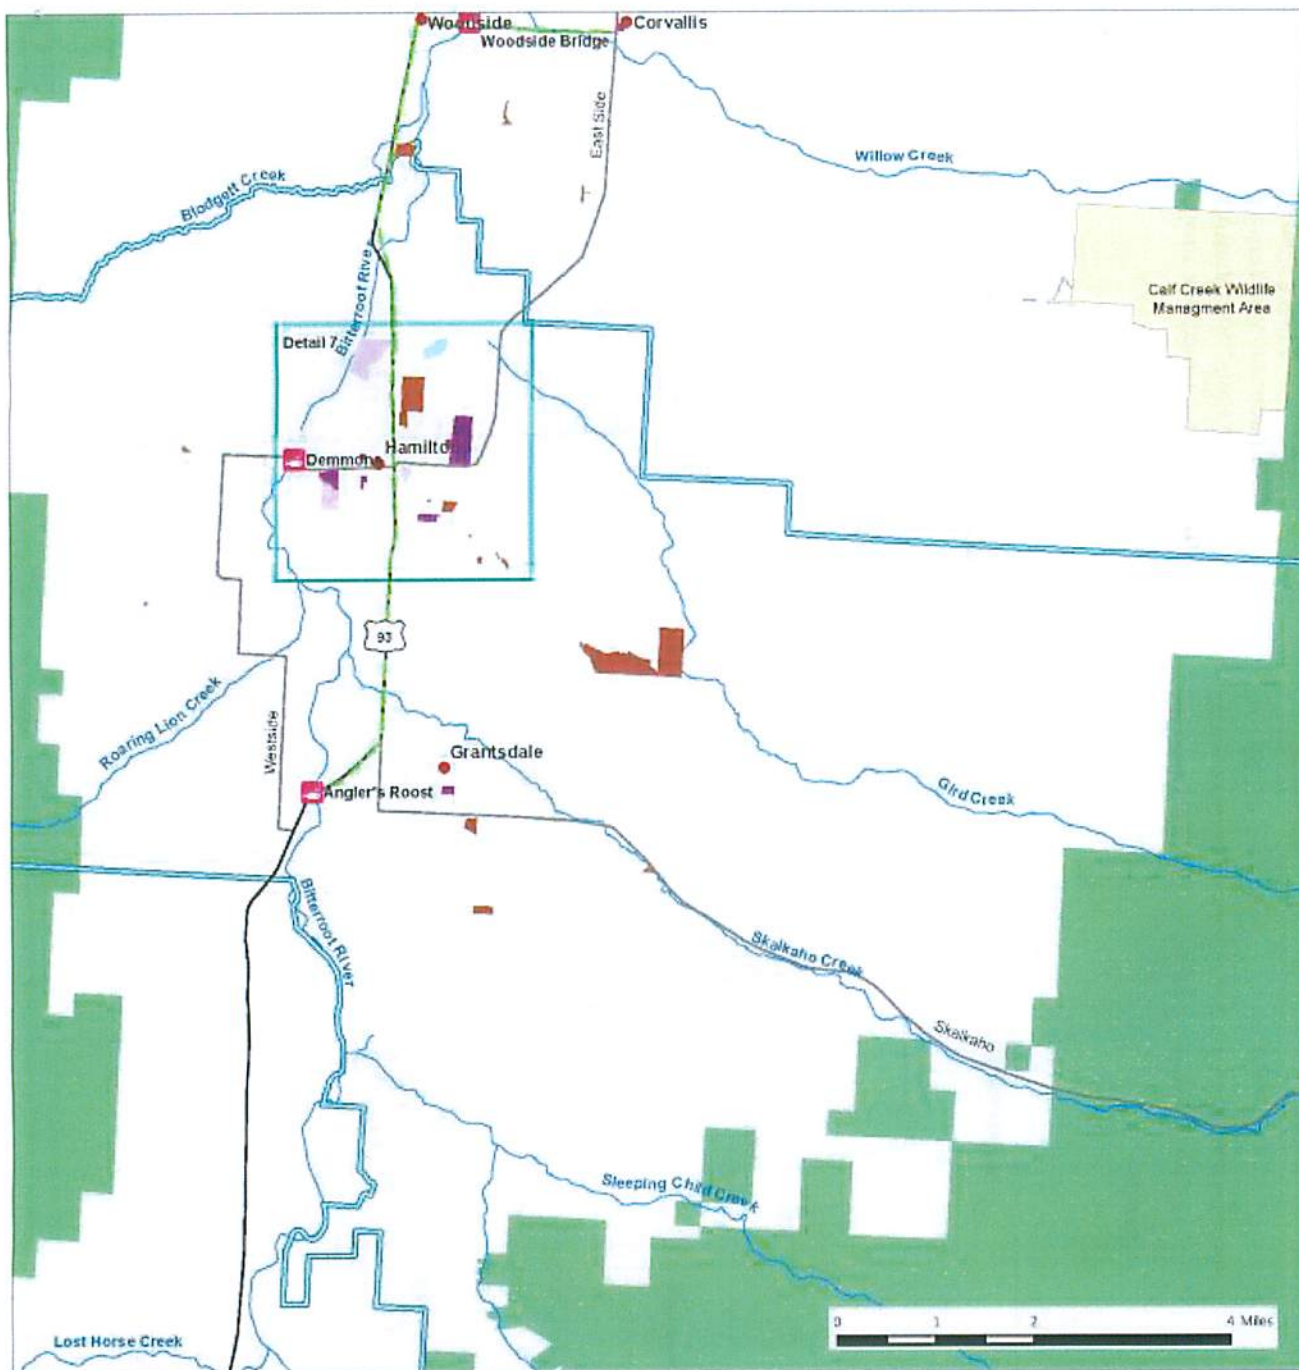 Woodside
Corvallis
Woodside Bridge
East Side
Willow Creek
Blodgett Creek
Calf Creek Wildlife
Managment Area
Bitterroot Rive
Detail 7
Hamilton
Demmons
93
Roaring Lion Creek
Westside
Grantsdale
Angler's Roost
Gird Creek
Bitterroot River
Skalkaho Creek
Skalkaho
Sleeping Child Creek
Lost Horse Creek
0 1 2 4 Miles